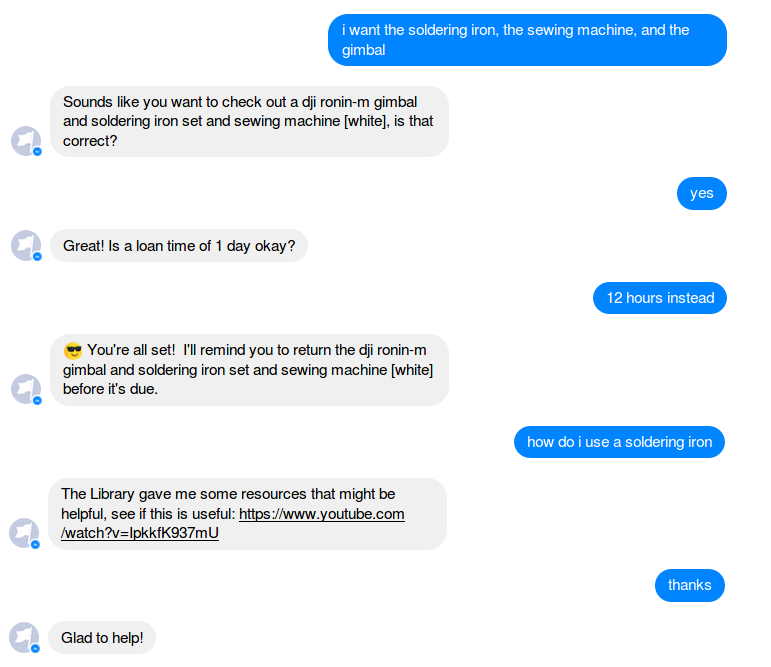 i want the soldering iron, the sewing machine, and the
gimbal
Sounds like you want to check out a dji ronin-m gimbal
and soldering iron set and sewing machine [white], is that
correct?
yes
Great! Is a loan time of 1 day okay?
12 hours instead
😎 You're all set!  I'll remind you to return the dji ronin-m
gimbal and soldering iron set and sewing machine [white]
before it's due.
how do i use a soldering iron
The Library gave me some resources that might be
helpful, see if this is useful: https://www.youtube.com
/watch?v=IpkkfK937mU
thanks
Glad to help!